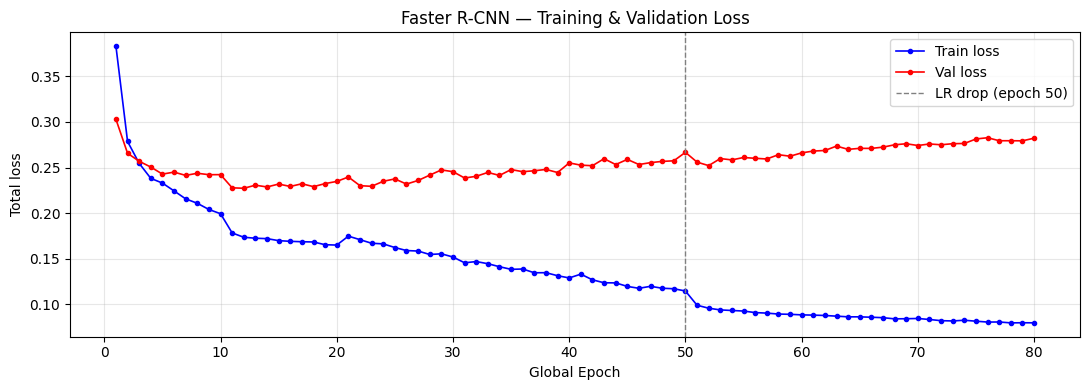 Faster R-CNN — Training & Validation Loss
Train loss
Val loss
LR drop (epoch 50)
0.35
0.30
0.25
0.20
0.15
0.10
Total loss
0 10 20 30 40 50 60 70 80
Global Epoch